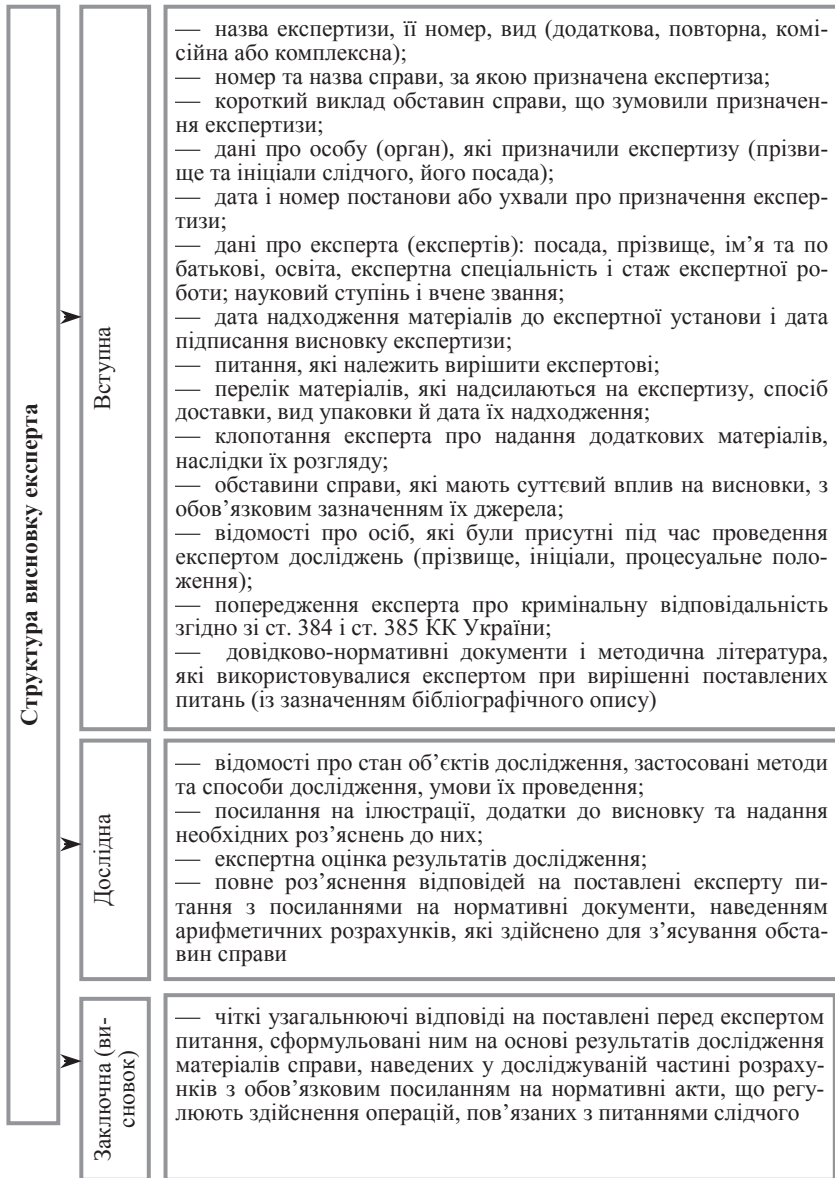 Структура висновку експерта
Вступна
— назва експертизи, її номер, вид (додаткова, повторна, комі-
сійна або комплексна);
— номер та назва справи, за якою призначена експертиза;
— короткий виклад обставин справи, що зумовили призначен-
ня експертизи;
— дані про особу (орган), які призначили експертизу (прізви-
ще та ініціали слідчого, його посада);
— дата і номер постанови або ухвали про призначення експер-
тизи;
— дані про експерта (експертів): посада, прізвище, ім’я та по
батькові, освіта, експертна спеціальність і стаж експертної ро-
боти; науковий ступінь і вчене звання;
— дата надходження матеріалів до експертної установи і дата
підписання висновку експертизи;
— питання, які належить вирішити експертові;
— перелік матеріалів, які надсилаються на експертизу, спосіб
доставки, вид упаковки й дата їх надходження;
— клопотання експерта про надання додаткових матеріалів,
наслідки їх розгляду;
— обставини справи, які мають суттєвий вплив на висновки, з
обов’язковим зазначенням їх джерела;
— відомості про осіб, які були присутні під час проведення
експертом досліджень (прізвище, ініціали, процесуальне поло-
ження);
— попередження експерта про кримінальну відповідальність
згідно зі ст. 384 і ст. 385 КК України;
— довідково-нормативні документи і методична література,
які використовувалися експертом при вирішенні поставлених
питань (із зазначенням бібліографічного опису)
Дослідна
— відомості про стан об’єктів дослідження, застосовані методи
та способи дослідження, умови їх проведення;
— посилання на ілюстрації, додатки до висновку та надання
необхідних роз’яснень до них;
— експертна оцінка результатів дослідження;
— повне роз’яснення відповідей на поставлені експерту пи-
тання з посиланнями на нормативні документи, наведенням
арифметичних розрахунків, які здійснено для з’ясування обста-
вин справи
Заключна (ви-
сновок)
— чіткі узагальнюючі відповіді на поставлені перед експертом
питання, сформульовані ним на основі результатів дослідження
матеріалів справи, наведених у досліджуваній частині розраху-
нків з обов’язковим посиланням на нормативні акти, що регу-
люють здійснення операцій, пов’язаних з питаннями слідчого